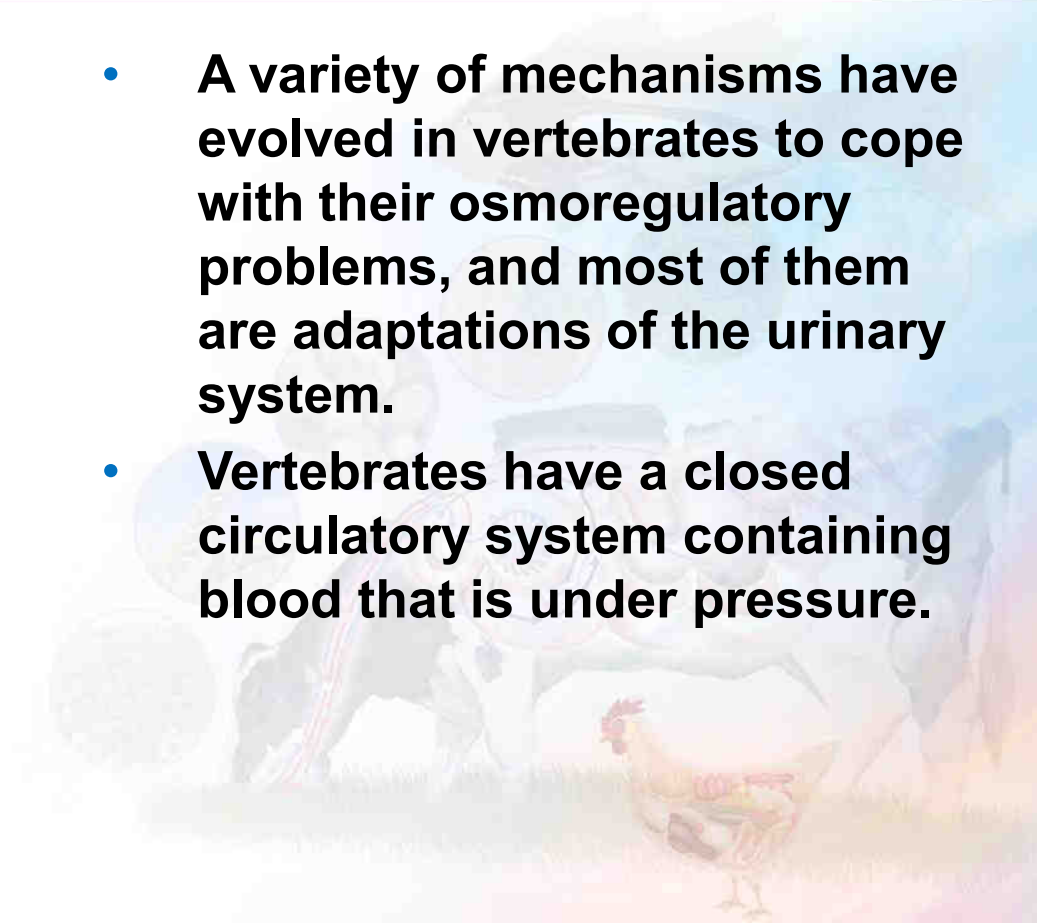 • A variety of mechanisms have
evolved in vertebrates to cope
with their osmoregulatory
problems, and most of them
are adaptations of the urinary
system.
• Vertebrates have a closed
circulatory system containing
blood that is under pressure.